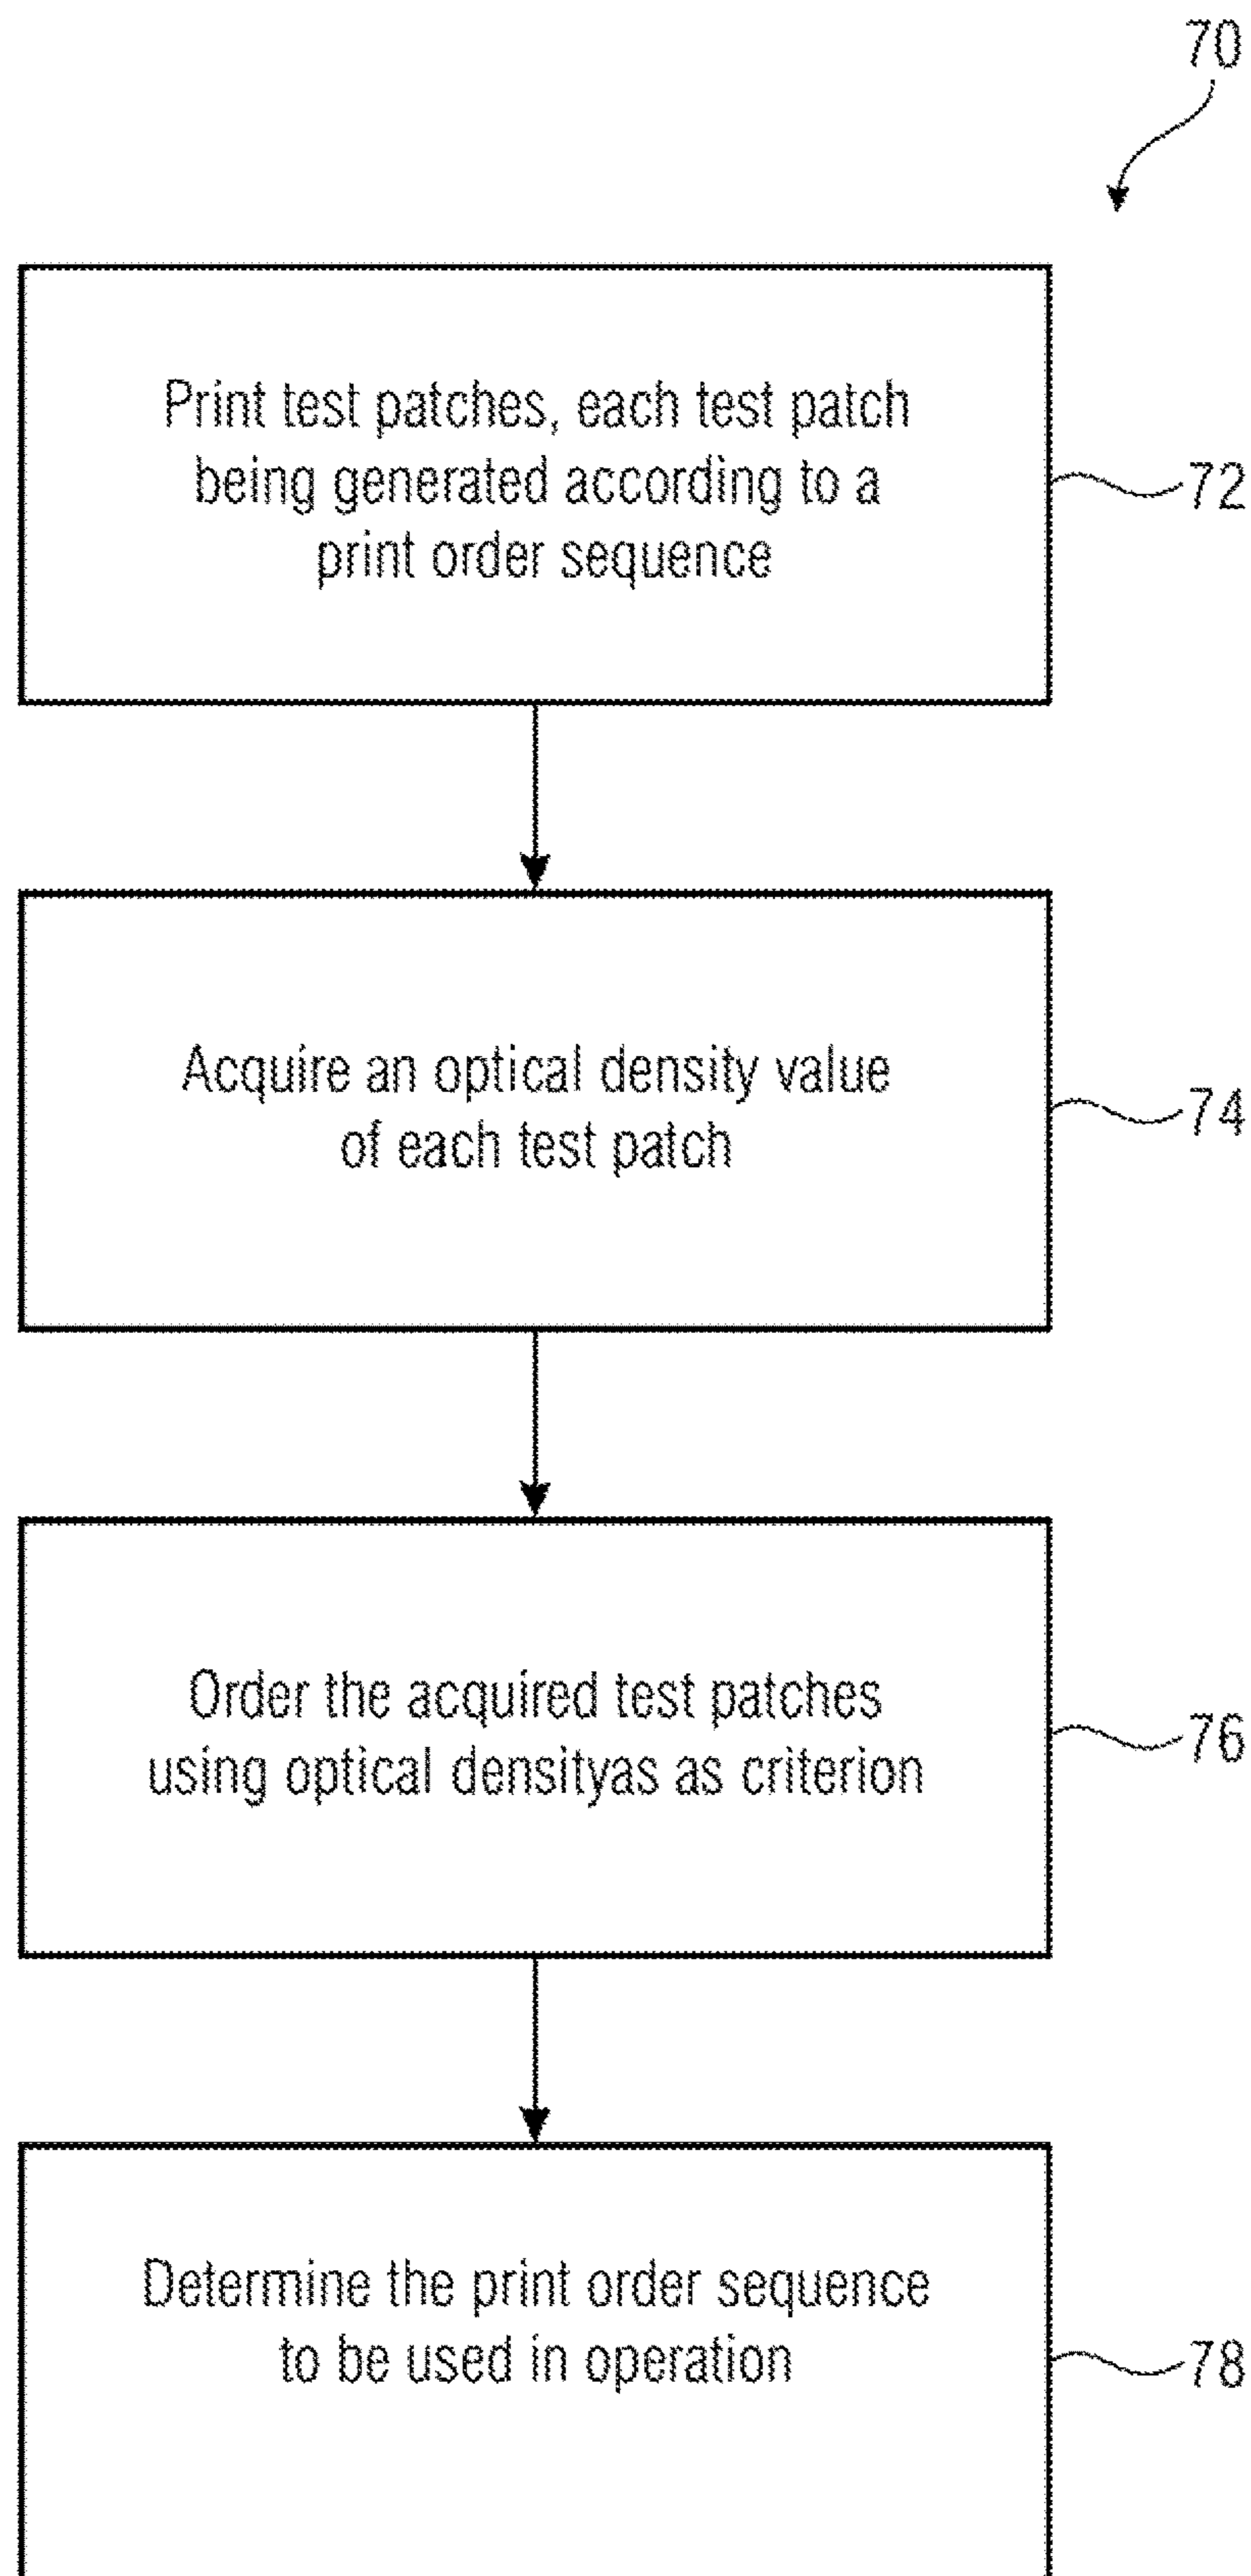 70
Print test patches, each test patch
being generated according to a
print order sequence
72
Acquire an optical density value
of each test patch
74
Order the acquired test patches
using optical densityas as criterion
76
Determine the print order sequence
to be used in operation
78